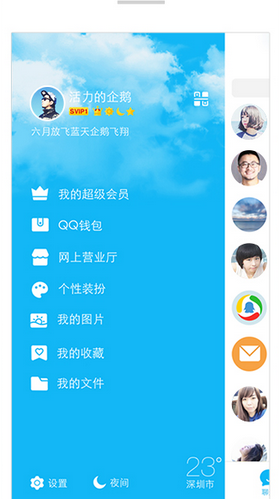 活力的企鹅
SVIP1
六月放飞蓝天企鹅飞翔
我的超级会员
QQ钱包
网上营业厅
个性装扮
我的图片
我的收藏
我的文件
23°
深圳市
设置
夜间